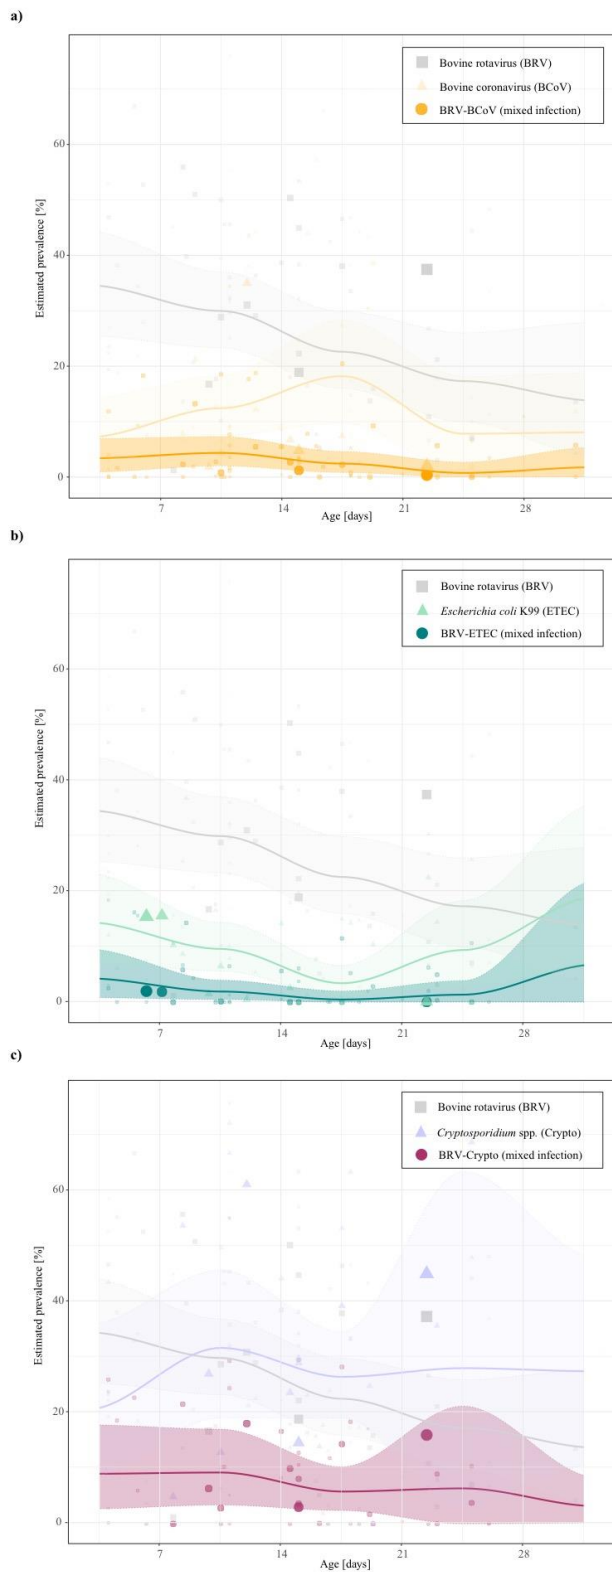 a)
Bovine rotavirus (BRV)
Bovine coronavirus (BCoV)
BRV-BCoV (mixed infection)
Estimated prevalence [%]
60
40
20
0
7
14
21
28
Age [days]
b)
Bovine rotavirus (BRV)
Escherichia coli K99 (ETEC)
BRV-ETEC (mixed infection)
Estimated prevalence [%]
60
40
20
0
7
14
21
28
Age [days]
c)
Bovine rotavirus (BRV)
Cryptosporidium spp. (Crypto)
BRV-Crypto (mixed infection)
Estimated prevalence [%]
60
40
20
0
7
14
21
28
Age [days]